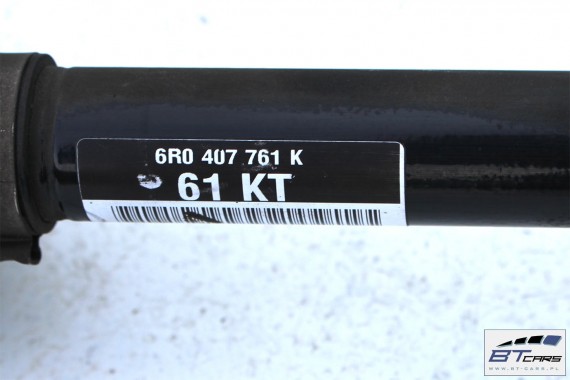 6R0 407 761 K
61 KT
BTCARS
WWW.BT-CARS.PL